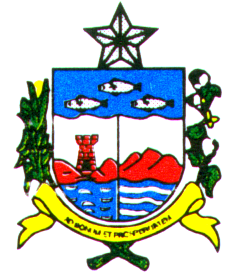 AD BONUM ET PROSPERITATEM